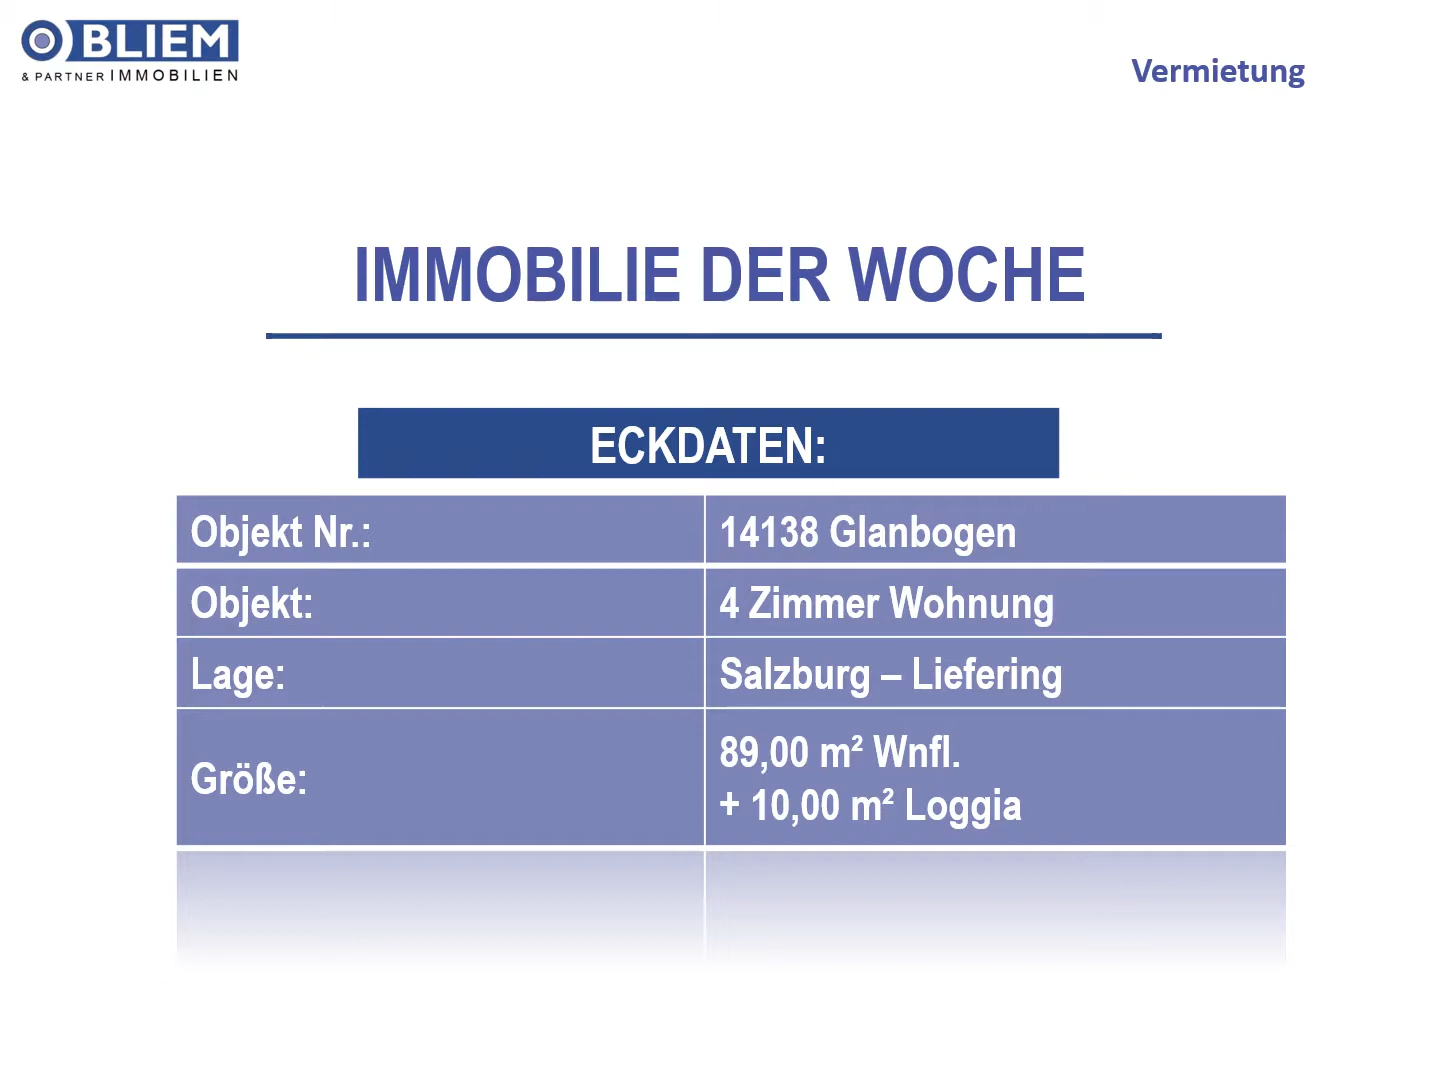 BLIEM
& PARTNER IMMOBILIEN
Vermietung
IMMOBILIE DER WOCHE
ECKDATEN:
Objekt Nr.: 14138 Glanbogen
Objekt: 4 Zimmer Wohnung
Lage: Salzburg – Liefering
Größe: 89,00 m² Wnfl.
+ 10,00 m² Loggia